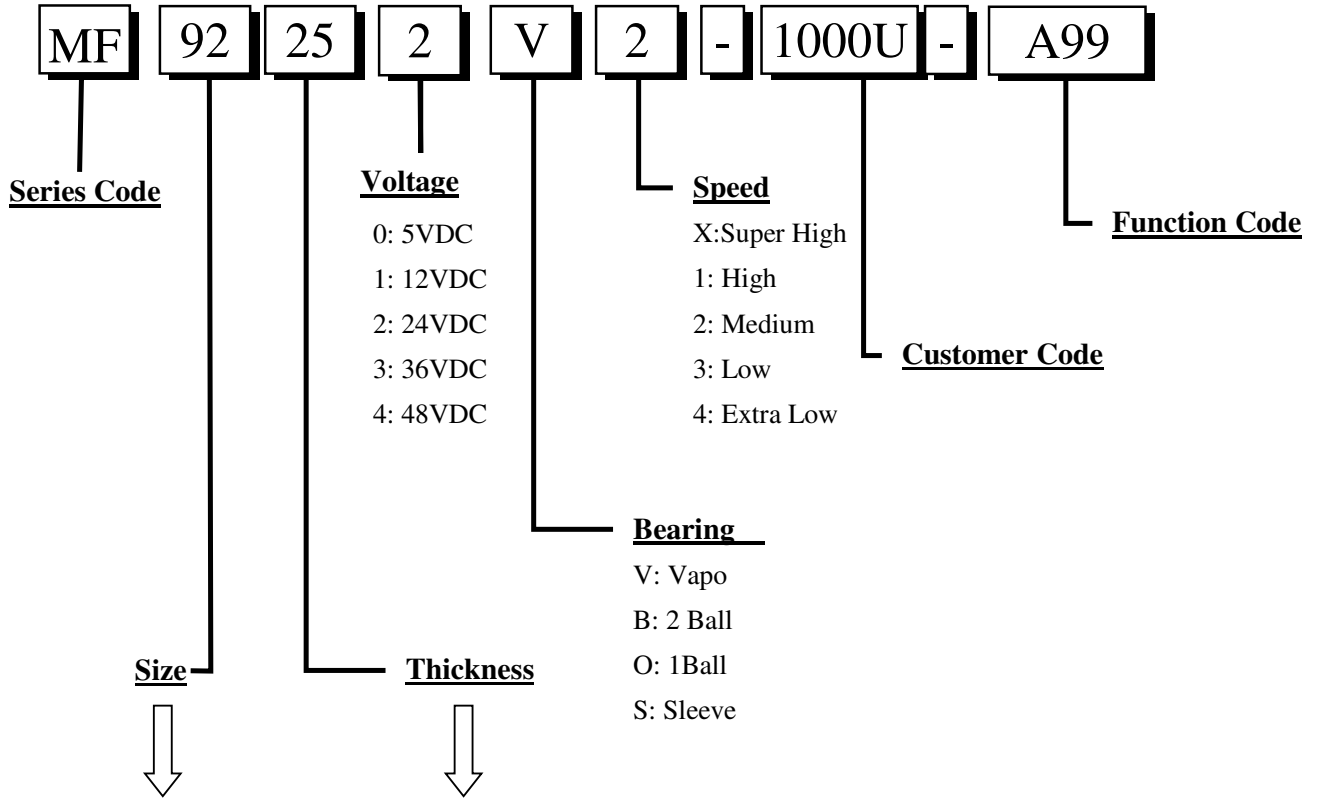 MF 92 25 2 V 2 - 1000U - A99
Series Code
Voltage
0: 5VDC
1: 12VDC
2: 24VDC
3: 36VDC
4: 48VDC
Speed
X:Super High
1: High
2: Medium
3: Low
4: Extra Low
Function Code
Customer Code
Bearing
V: Vapo
B: 2 Ball
O: 1Ball
S: Sleeve
Size
Thickness